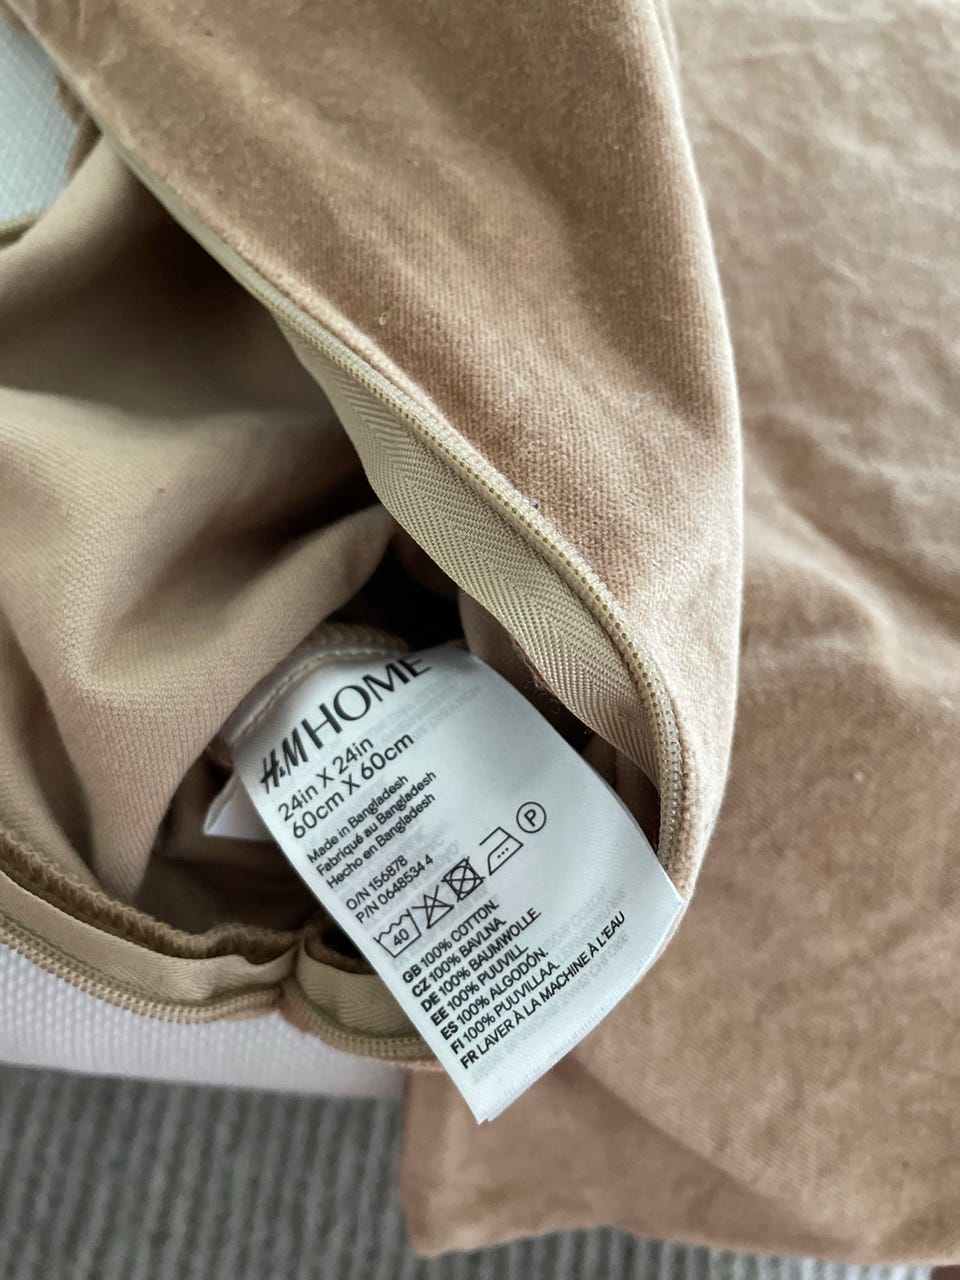 H&M HOME
24in X 24in
60cm X 60cm
Made in Bangladesh
Fabriqué au Bangladesh
Hecho en Bangladesh
O/N 156878
P/N 0648534 4
40 P
GB 100% COTTON.
CZ 100% BAVLNA.
DE 100% BAUMWOLLE.
EE 100% PUUVILL.
ES 100% ALGODÓN.
FI 100% PUUVILLAA.
FR LAVER À LA MACHINE À L'EAU